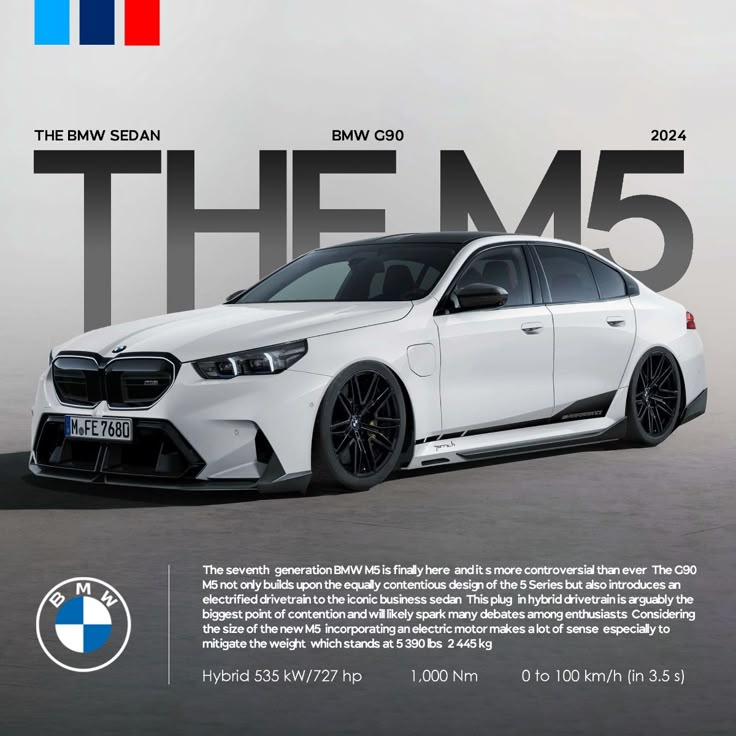 THE BMW SEDAN BMW G90 2024
THE M5
M FE 7680
PERFORMANCE
BMW
The seventh generation BMW M5 is finally here and it s more controversial than ever The G90
M5 not only builds upon the equally contentious design of the 5 Series but also introduces an
electrified drivetrain to the iconic business sedan This plug in hybrid drivetrain is arguably the
biggest point of contention and will likely spark many debates among enthusiasts Considering
the size of the new M5 incorporating an electric motor makes a lot of sense especially to
mitigate the weight which stands at 5 390 lbs 2 445 kg
Hybrid 535 kW/727 hp 1,000 Nm 0 to 100 km/h (in 3.5 s)